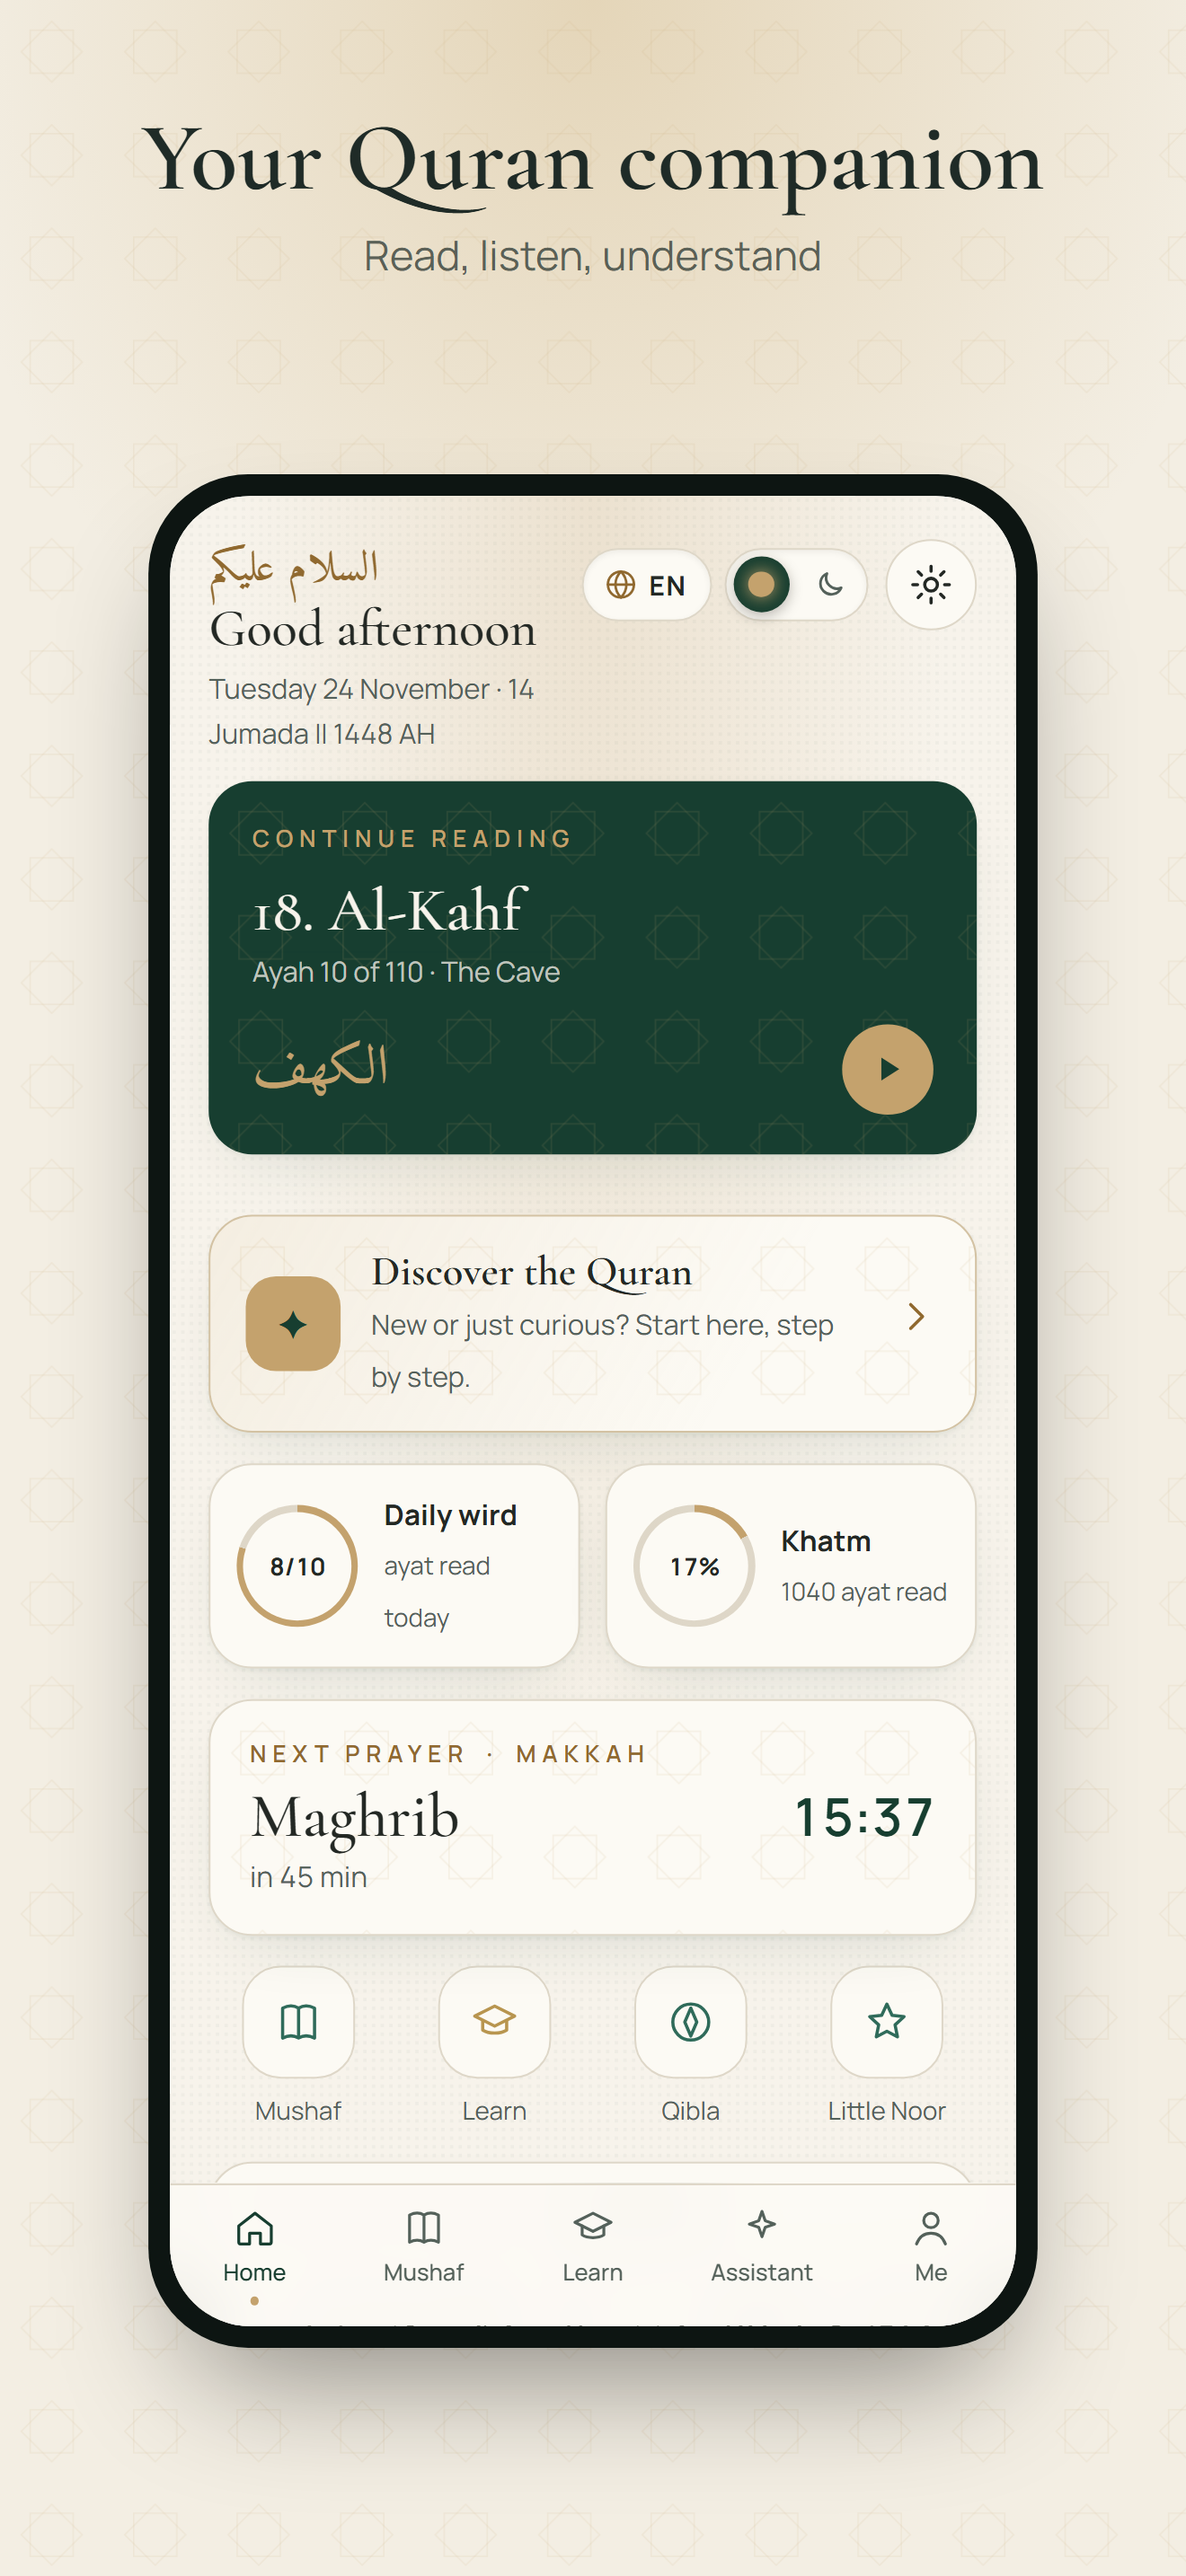 Your Quran companion
Read, listen, understand
السلام عليكم
EN
Good afternoon
Tuesday 24 November · 14
Jumada II 1448 AH
CONTINUE READING
18. Al-Kahf
Ayah 10 of 110 · The Cave
الكهف
Discover the Quran
New or just curious? Start here, step
by step.
8/10
Daily wird
ayat read
today
17%
Khatm
1040 ayat read
NEXT PRAYER · MAKKAH
Maghrib
15:37
in 45 min
Mushaf
Learn
Qibla
Little Noor
Home
Mushaf
Learn
Assistant
Me